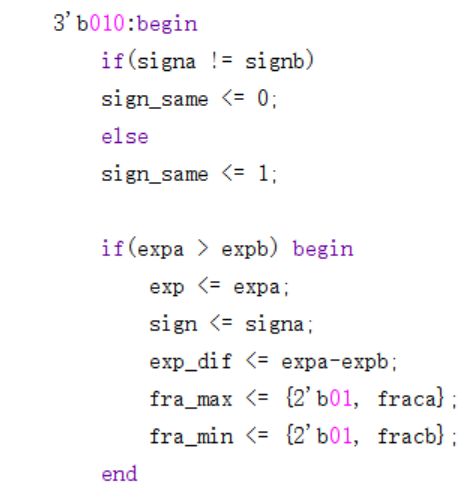 3'b010:begin
if(signa != signb)
sign_same <= 0;
else
sign_same <= 1;
if(expa > expb) begin
exp <= expa;
sign <= signa;
exp_dif <= expa-expb;
fra_max <= {2'b01, fraca};
fra_min <= {2'b01, fracb};
end